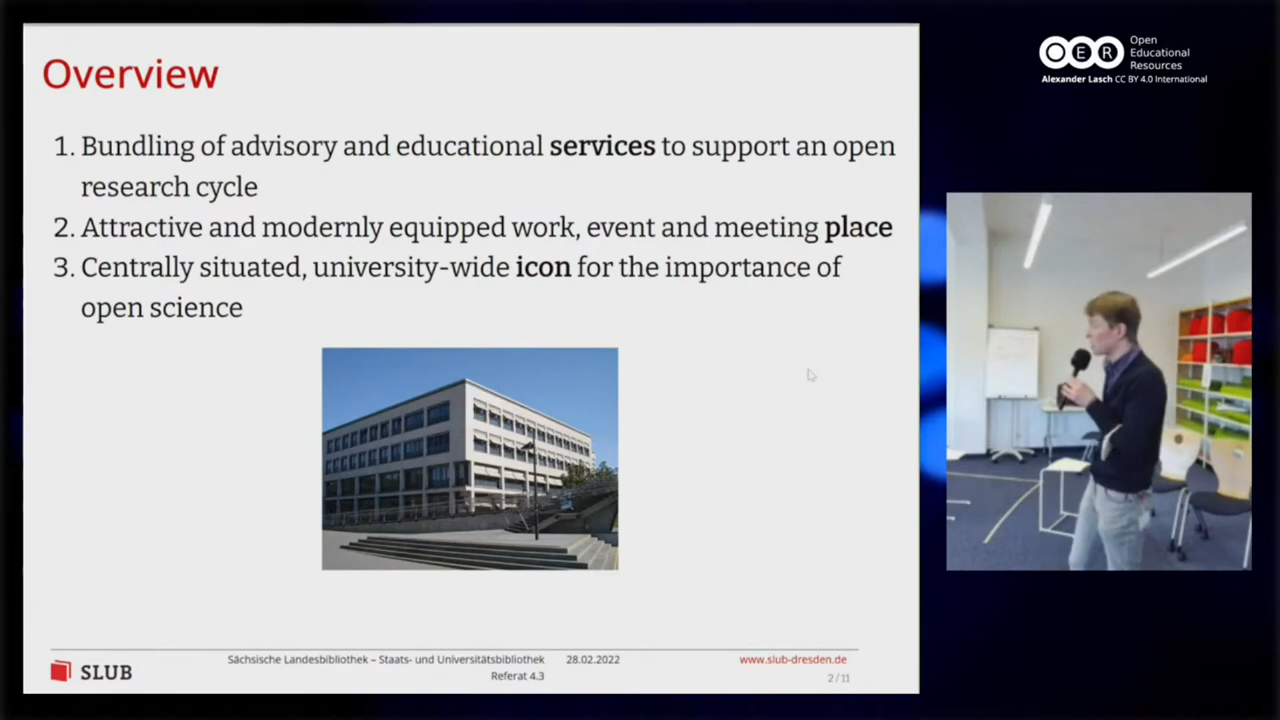 Overview
1. Bundling of advisory and educational services to support an open
research cycle
2. Attractive and modernly equipped work, event and meeting place
3. Centrally situated, university-wide icon for the importance of
open science
SLUB
Sächsische Landesbibliothek – Staats- und Universitätsbibliothek
Referat 4.3
28.02.2022
www.slub-dresden.de
2 / 11
OER
Open
Educational
Resources
Alexander Lasch CC BY 4.0 International